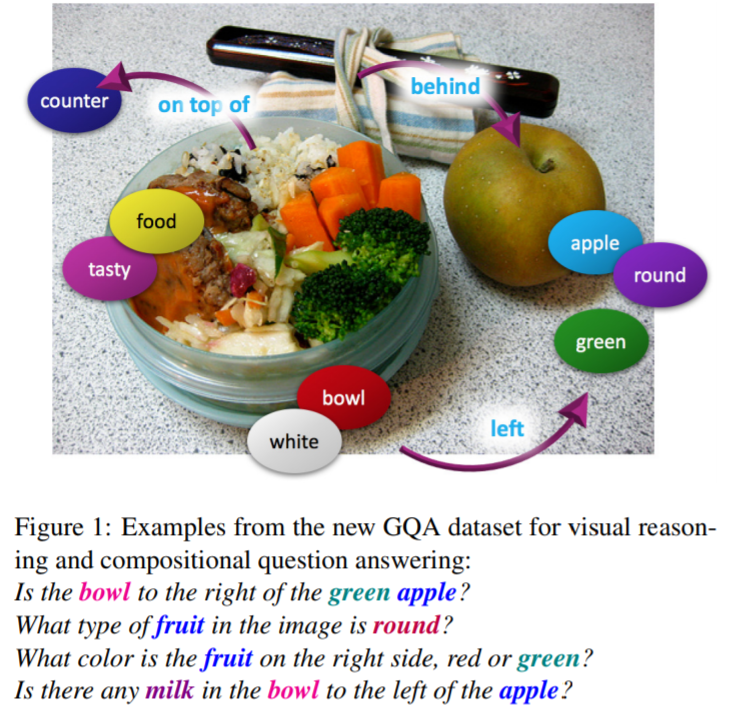 counter
on top of
behind
food
apple
tasty
round
green
bowl
left
white
Figure 1: Examples from the new GQA dataset for visual reason-
ing and compositional question answering:
Is the bowl to the right of the green apple?
What type of fruit in the image is round?
What color is the fruit on the right side, red or green?
Is there any milk in the bowl to the left of the apple?